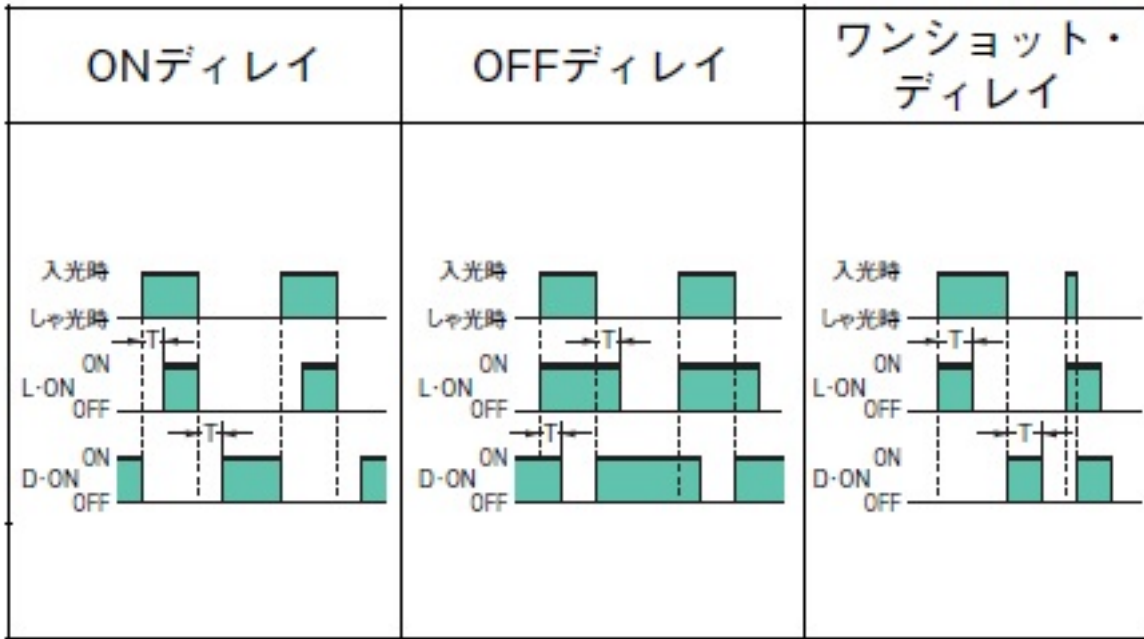 ONディレイ
OFFディレイ
ワンショット・
ディレイ
入光時
しゃ光時
T
ON
L·ON
OFF
T
ON
D·ON
OFF
入光時
しゃ光時
T
ON
L·ON
OFF
T
ON
D·ON
OFF
入光時
しゃ光時
T
ON
L·ON
OFF
T
ON
D·ON
OFF